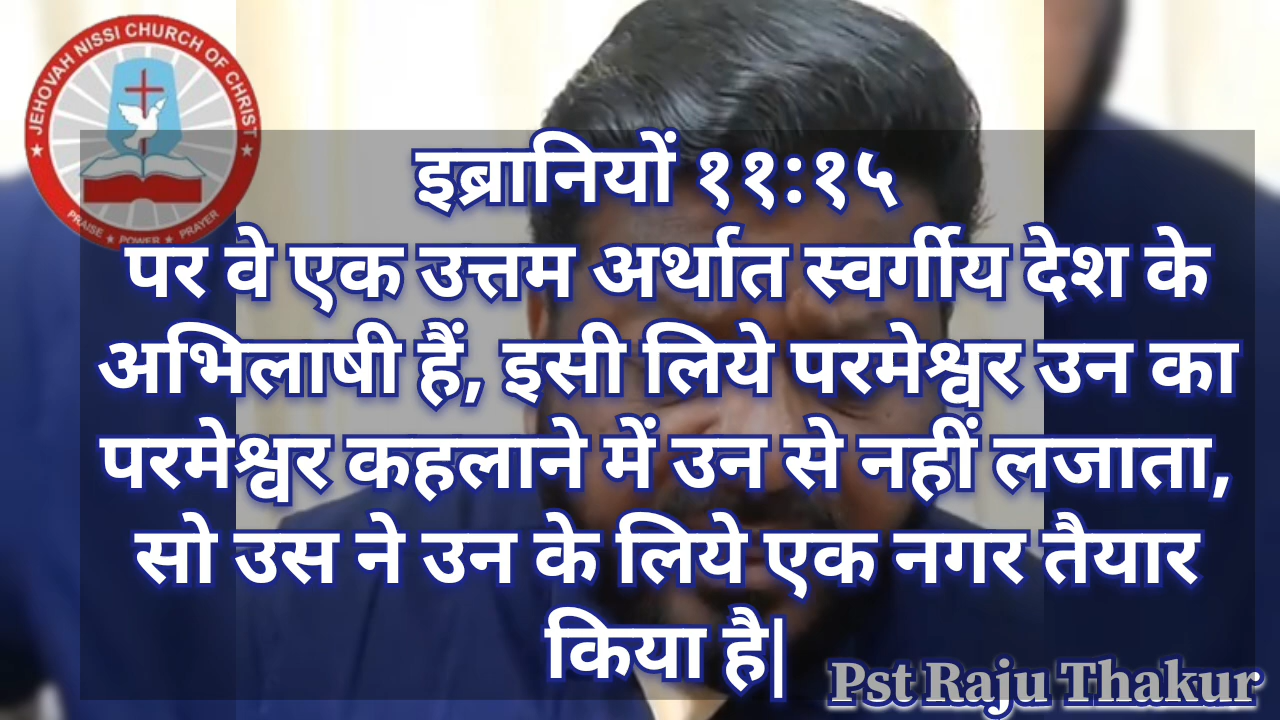 JEHOVAH NISSI CHURCH OF CHRIST
PRAISE ★ POWER ★ PRAYER
इब्रानियों ११:१५
पर वे एक उत्तम अर्थात स्वर्गीय देश के
अभिलाषी हैं, इसी लिये परमेश्वर उन का
परमेश्वर कहलाने में उन से नहीं लजाता,
सो उस ने उन के लिये एक नगर तैयार
किया है|
Pst Raju Thakur